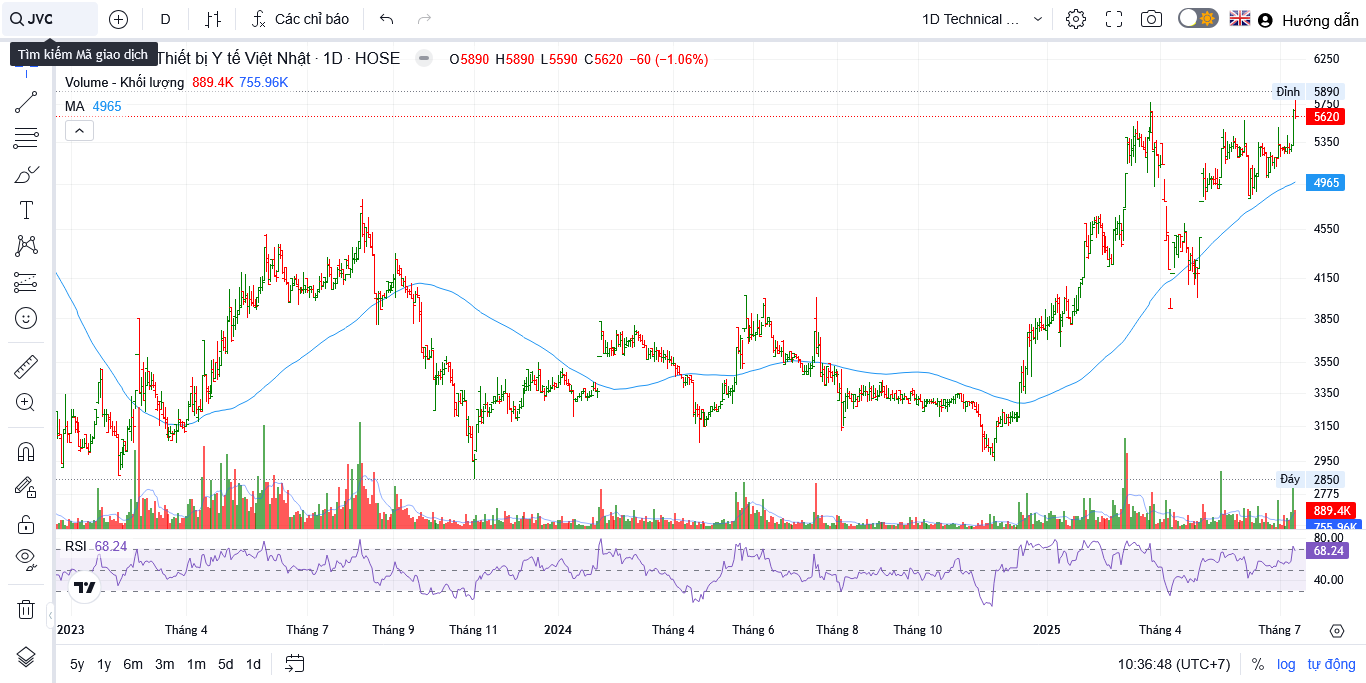 JVC
D
Các chỉ báo
1D Technical ...
Hướng dẫn
Tìm kiếm Mã giao dịch
Thiết bị Y tế Việt Nhật · 1D · HOSE
O5890 H5890 L5590 C5620 −60 (−1.06%)
Volume - Khối lượng 889.4K 755.96K
MA 4965
6250
Đỉnh 5890
5750
5620
5350
4965
4550
4150
3850
3550
3350
3150
2950
Đáy 2850
2775
889.4K
755.96K
RSI 68.24
80.00
68.24
40.00
2023 Tháng 4 Tháng 7 Tháng 9 Tháng 11 2024 Tháng 4 Tháng 6 Tháng 8 Tháng 10 2025 Tháng 4 Tháng 7
5y 1y 6m 3m 1m 5d 1d
10:36:48 (UTC+7) % log tự động